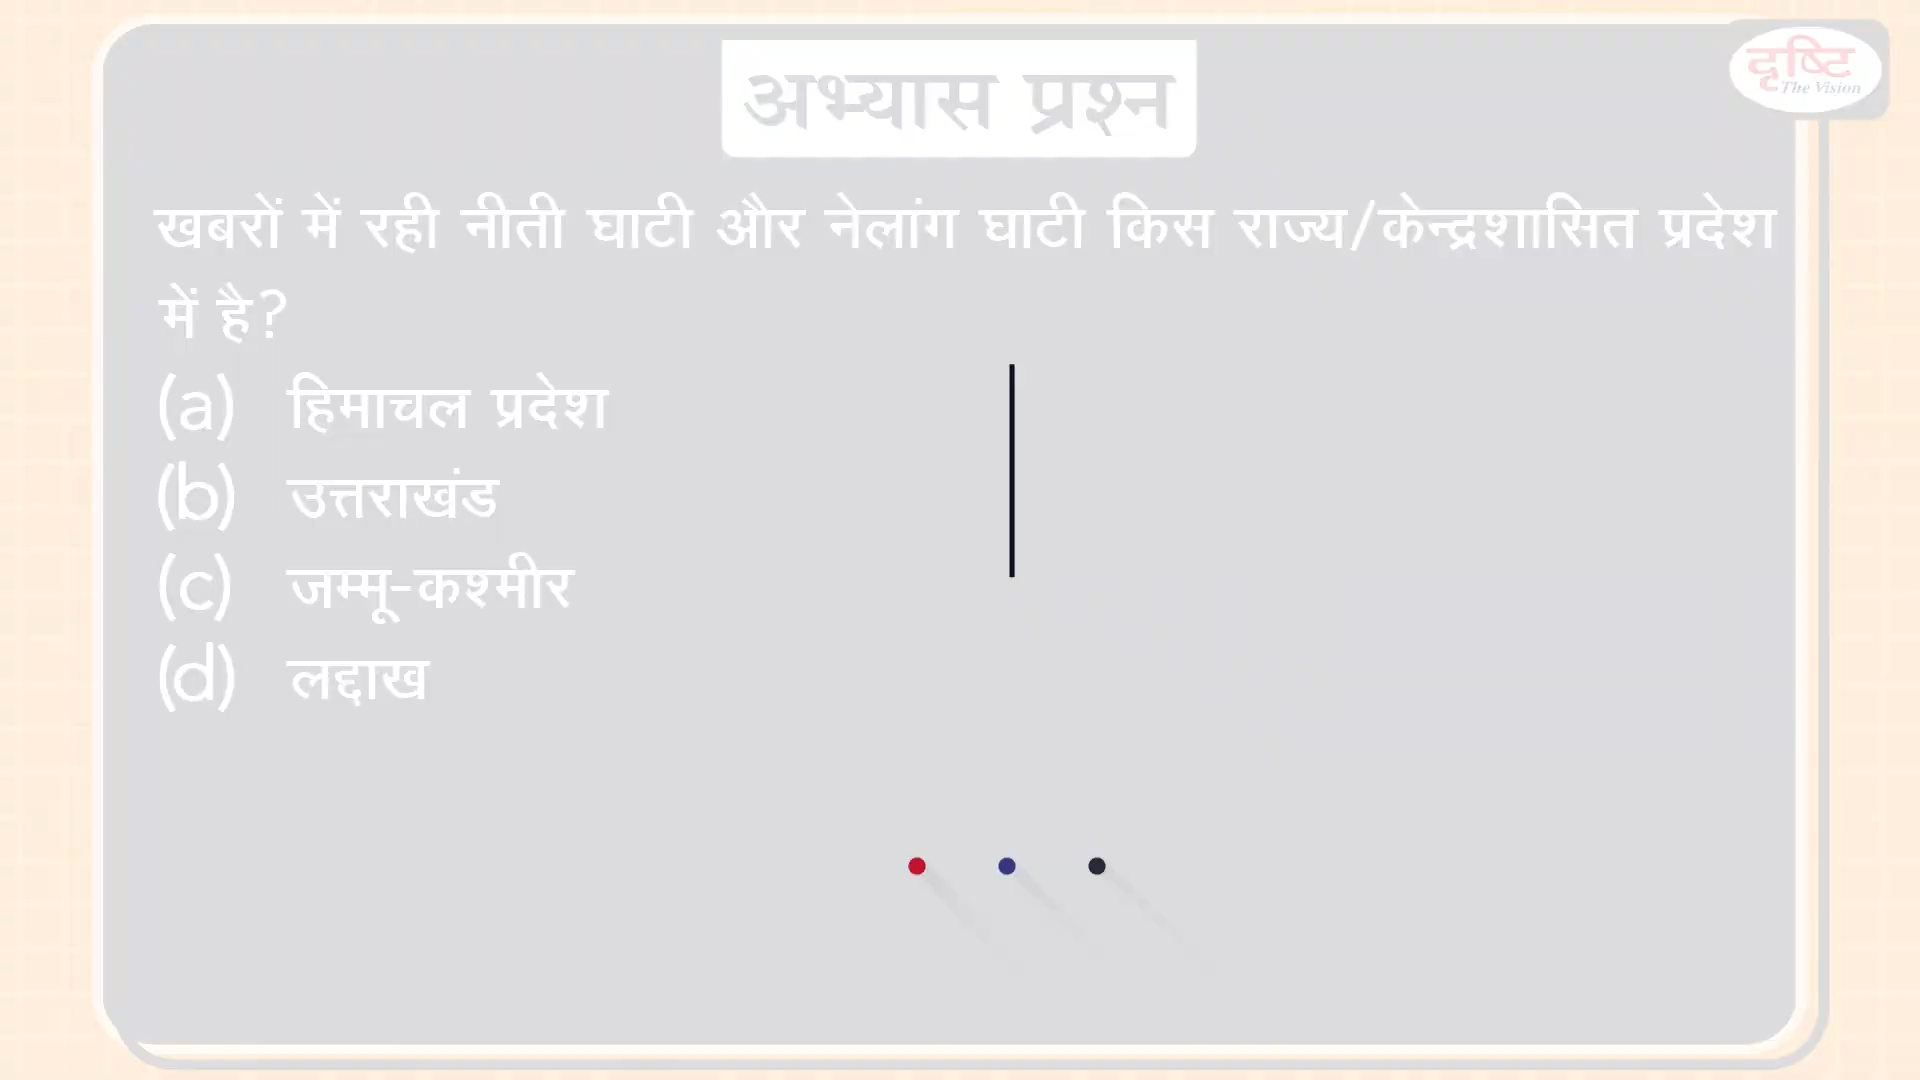 दृष्टि
The Vision
अभ्यास प्रश्न
खबरों में रही नीती घाटी और नेलांग घाटी किस राज्य/केन्द्रशासित प्रदेश
में है?
(a) हिमाचल प्रदेश
(b) उत्तराखंड
(c) जम्मू-कश्मीर
(d) लद्दाख